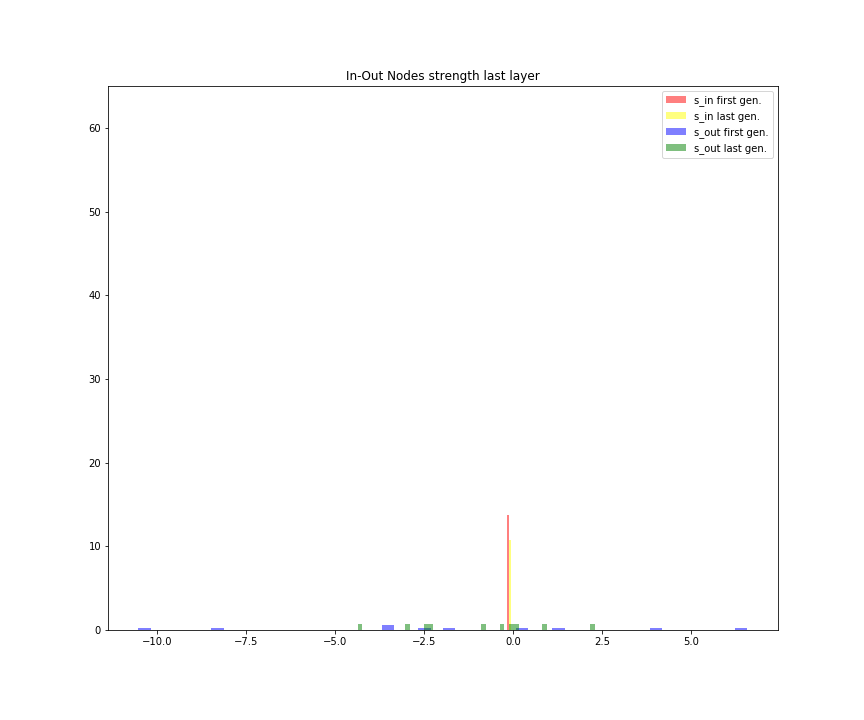 In-Out Nodes strength last layer
s_in first gen.
s_in last gen.
s_out first gen.
s_out last gen.
60
50
40
30
20
10
0
−10.0 −7.5 −5.0 −2.5 0.0 2.5 5.0